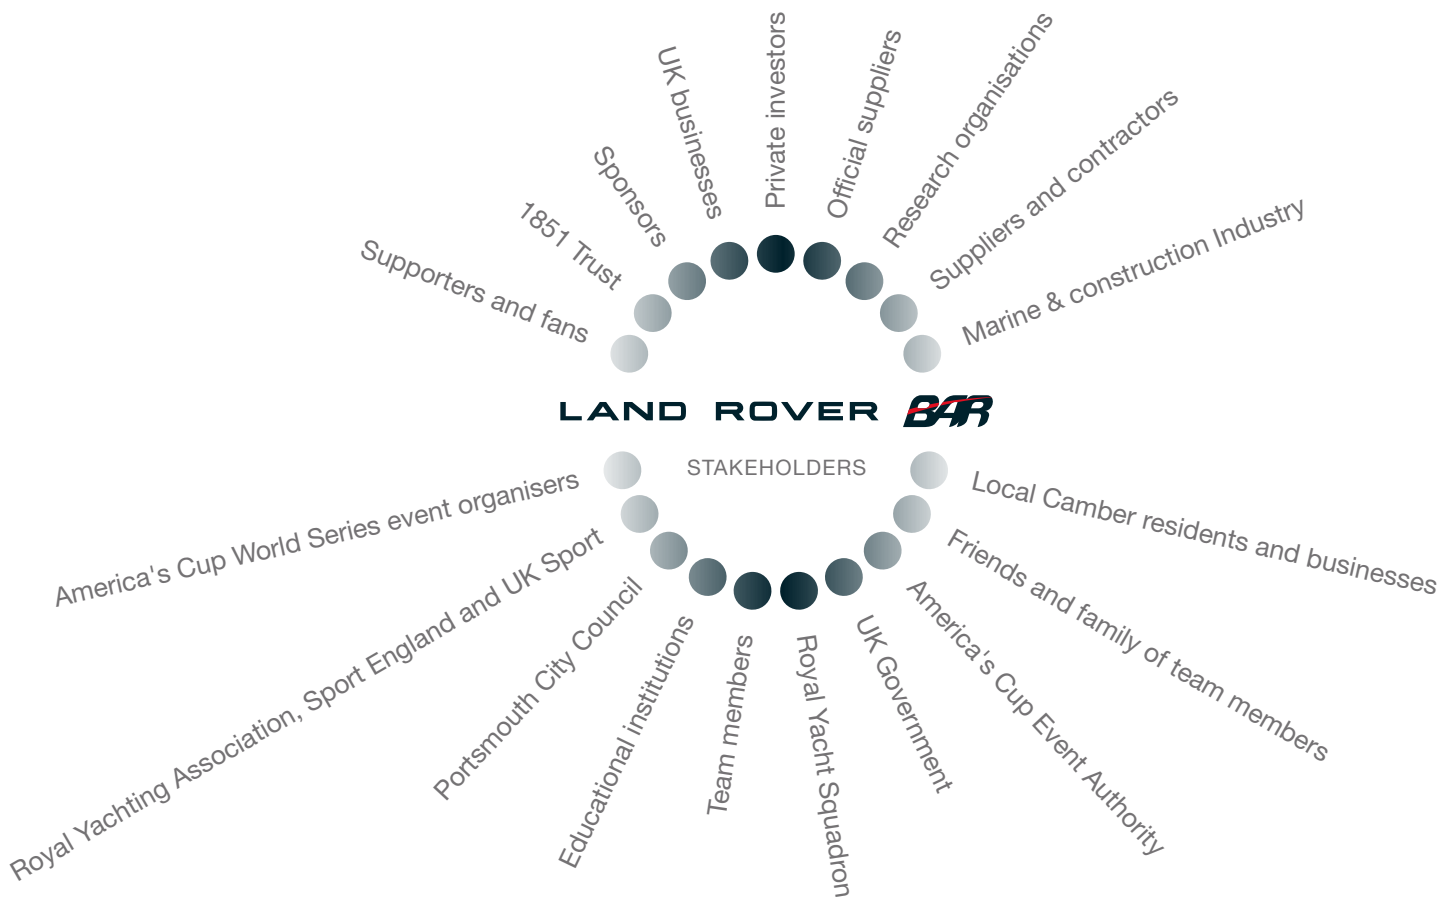 Supporters and fans
1851 Trust
Sponsors
UK businesses
Private investors
Official suppliers
Research organisations
Suppliers and contractors
Marine & construction Industry
LAND ROVER BAR
STAKEHOLDERS
America's Cup World Series event organisers
Royal Yachting Association, Sport England and UK Sport
Portsmouth City Council
Educational institutions
Team members
Royal Yacht Squadron
UK Government
America's Cup Event Authority
Friends and family of team members
Local Camber residents and businesses